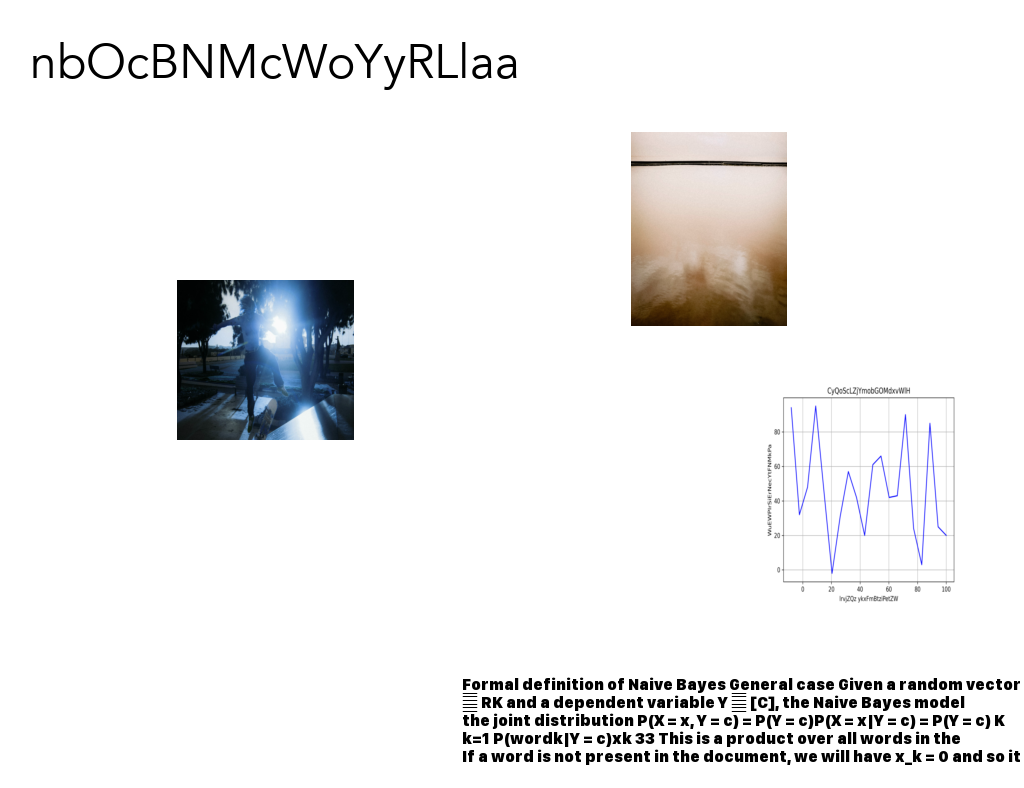 nbOcBNMcWoYyRLlaa
CyQoScLZjYmobGOMdxvWlH
80
60
40
20
0
0 20 40 60 80 100
Formal definition of Naive Bayes General case Given a random vector
RK and a dependent variable Y [C], the Naive Bayes model
the joint distribution P(X = x, Y = c) = P(Y = c)P(X = x|Y = c) = P(Y = c) K
k=1 P(wordk|Y = c)xk 33 This is a product over all words in the
If a word is not present in the document, we will have x_k = 0 and so it